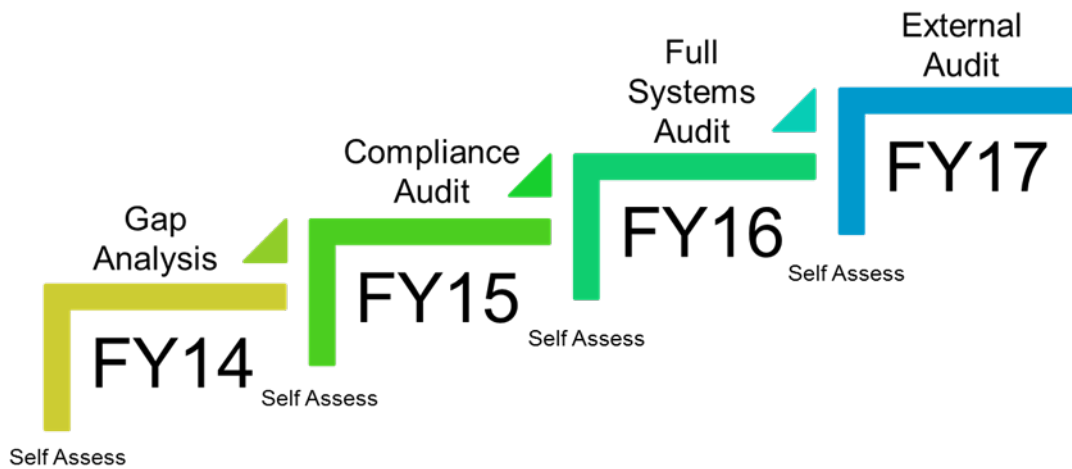 Gap
Analysis
FY14
Self Assess
Compliance
Audit
FY15
Self Assess
Full
Systems
Audit
FY16
Self Assess
External
Audit
FY17
Self Assess